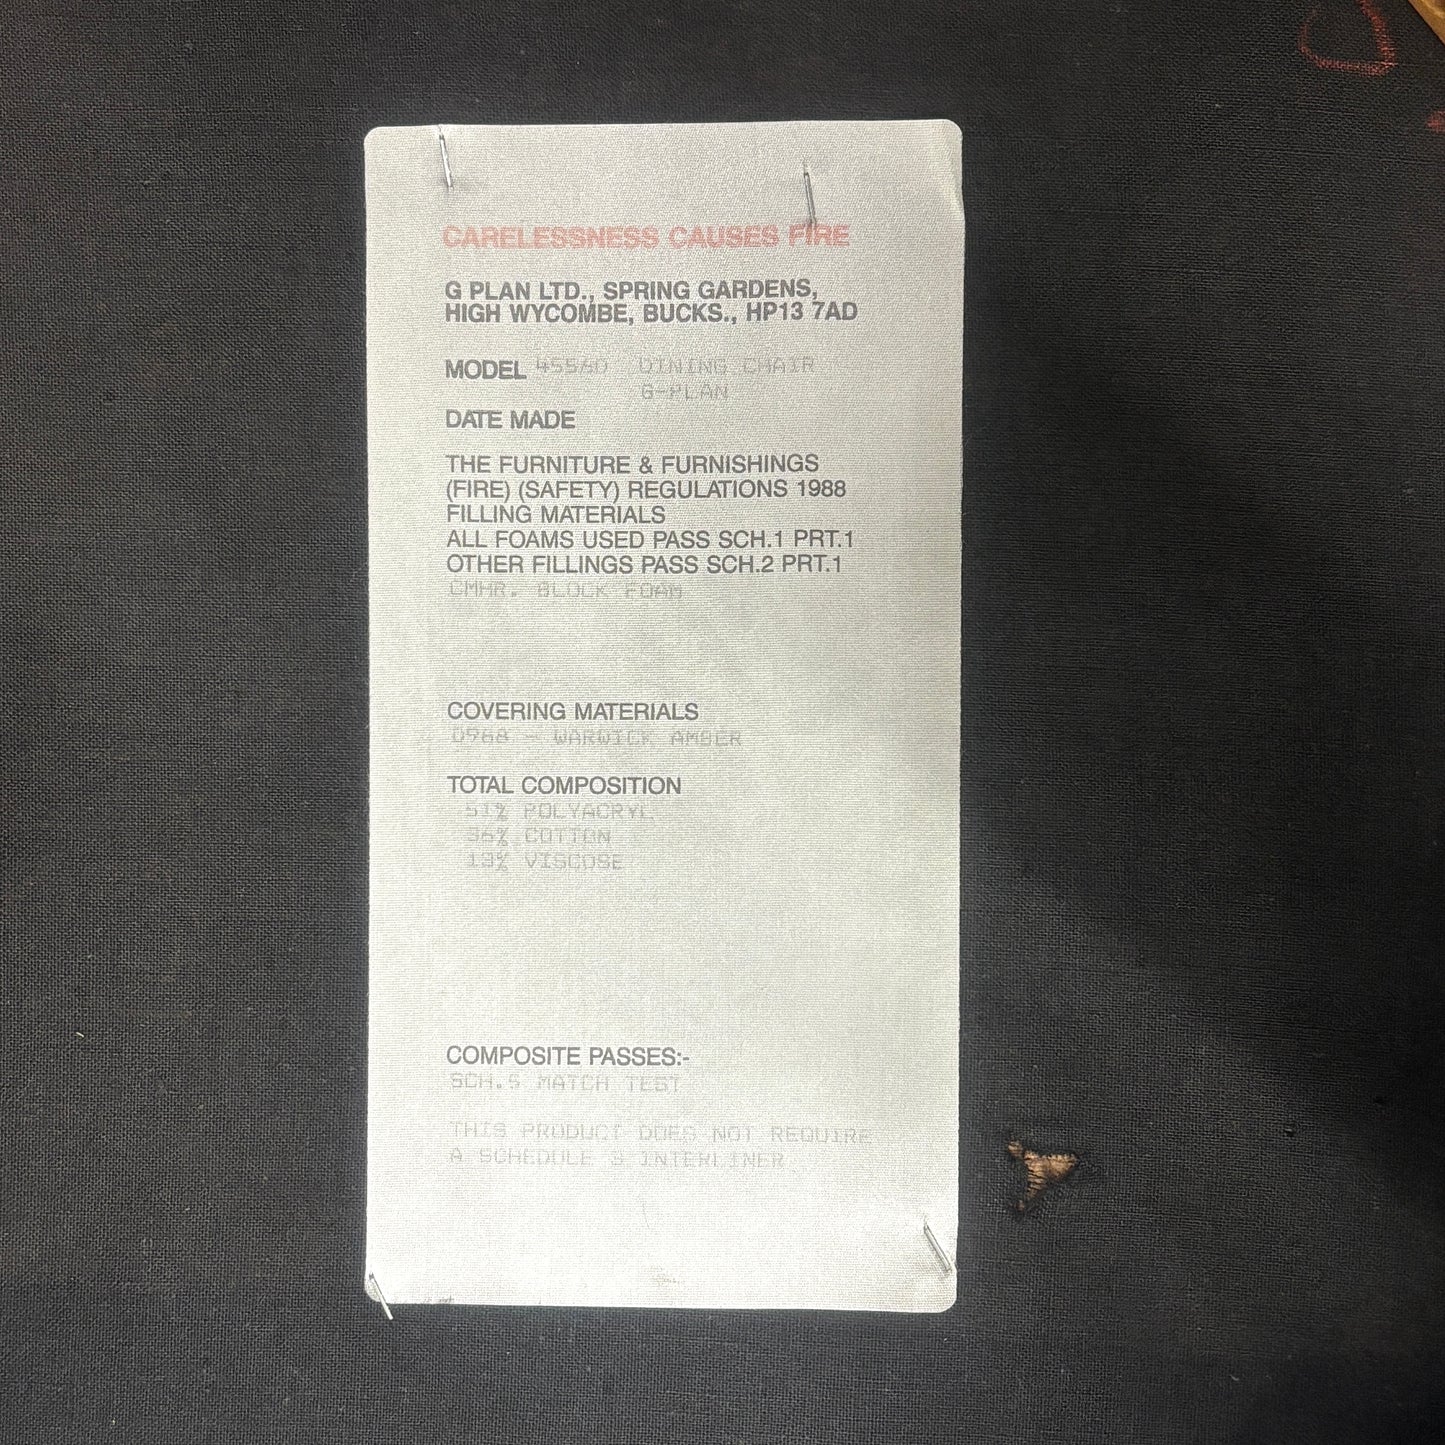 CARELESSNESS CAUSES FIRE
G PLAN LTD., SPRING GARDENS,
HIGH WYCOMBE, BUCKS., HP13 7AD
MODEL 45560 DINING CHAIR
G-PLAN
DATE MADE
THE FURNITURE & FURNISHINGS
(FIRE) (SAFETY) REGULATIONS 1988
FILLING MATERIALS
ALL FOAMS USED PASS SCH.1 PRT.1
OTHER FILLINGS PASS SCH.2 PRT.1
CMHR. BLOCK FOAM
COVERING MATERIALS
D968 - WARWICK AMBER
TOTAL COMPOSITION
51% POLYACRYL
36% COTTON
13% VISCOSE
COMPOSITE PASSES:-
SCH.5 MATCH TEST
THIS PRODUCT DOES NOT REQUIRE
A SCHEDULE 3 INTERLINER